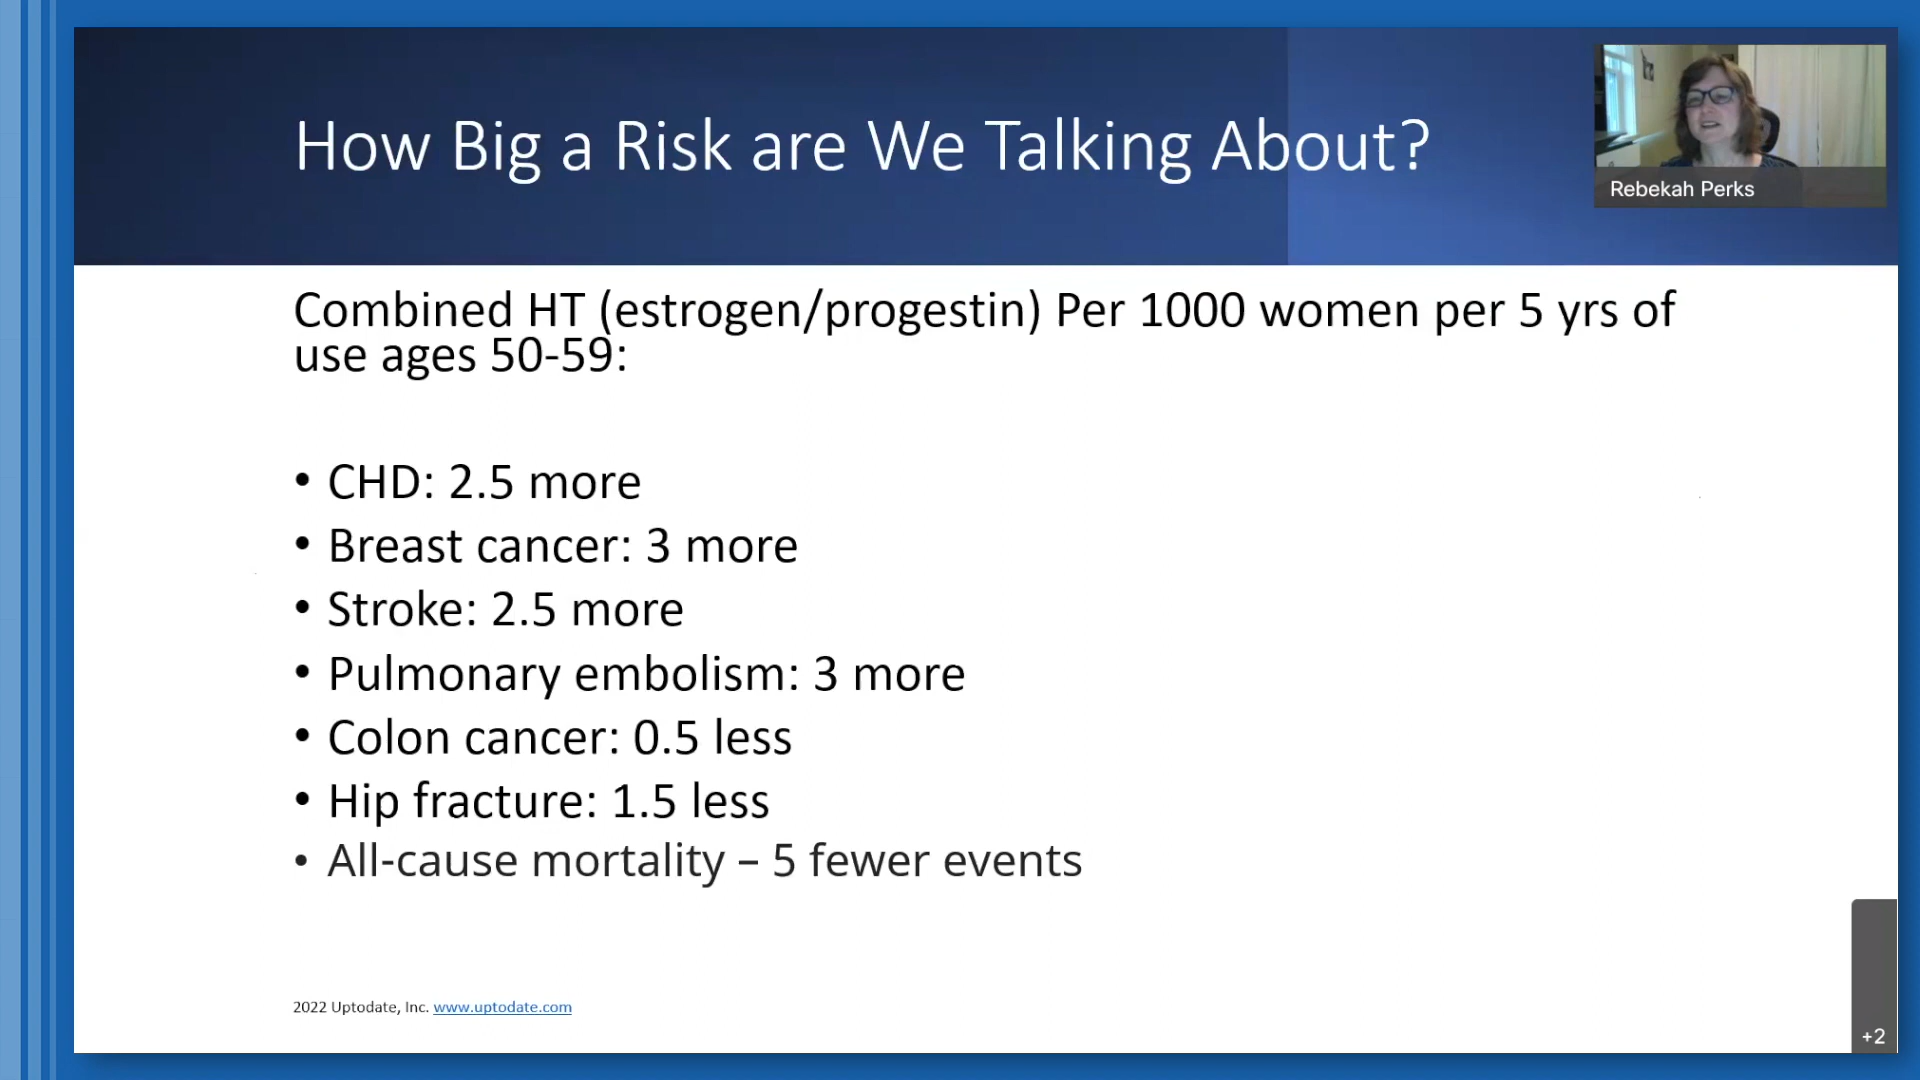 How Big a Risk are We Talking About?
Rebekah Perks
Combined HT (estrogen/progestin) Per 1000 women per 5 yrs of
use ages 50-59:
• CHD: 2.5 more
• Breast cancer: 3 more
• Stroke: 2.5 more
• Pulmonary embolism: 3 more
• Colon cancer: 0.5 less
• Hip fracture: 1.5 less
• All-cause mortality – 5 fewer events
2022 Uptodate, Inc. www.uptodate.com
+2